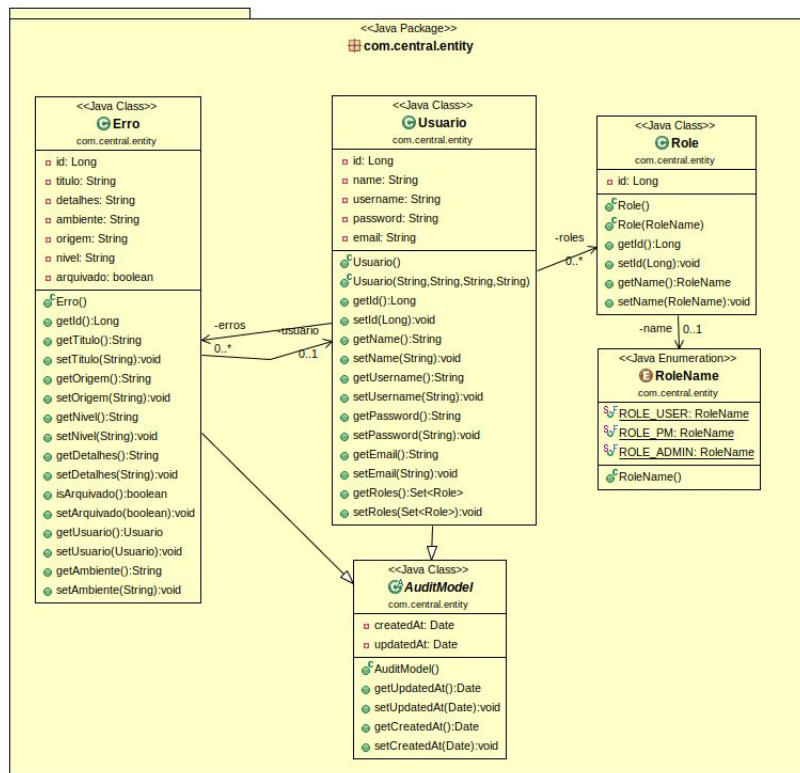 <<Java Package>>
com.central.entity
<<Java Class>>
Erro
com.central.entity
id: Long
titulo: String
detalhes: String
ambiente: String
origem: String
nivel: String
arquivado: boolean
Erro()
getId():Long
getTitulo():String
setTitulo(String):void
getOrigem():String
setOrigem(String):void
getNivel():String
setNivel(String):void
getDetalhes():String
setDetalhes(String):void
isArquivado():boolean
setArquivado(boolean):void
getUsuario():Usuario
setUsuario(Usuario):void
getAmbiente():String
setAmbiente(String):void
-erros
0..*
-usuario
0..1
<<Java Class>>
Usuario
com.central.entity
id: Long
name: String
username: String
password: String
email: String
Usuario()
Usuario(String,String,String,String)
getId():Long
setId(Long):void
getName():String
setName(String):void
getUsername():String
setUsername(String):void
getPassword():String
setPassword(String):void
getEmail():String
setEmail(String):void
getRoles():Set<Role>
setRoles(Set<Role>):void
-roles
0..*
<<Java Class>>
Role
com.central.entity
id: Long
Role()
Role(RoleName)
getId():Long
setId(Long):void
getName():RoleName
setName(RoleName):void
-name 0..1
<<Java Enumeration>>
RoleName
com.central.entity
ROLE_USER: RoleName
ROLE_PM: RoleName
ROLE_ADMIN: RoleName
RoleName()
<<Java Class>>
AuditModel
com.central.entity
createdAt: Date
updatedAt: Date
AuditModel()
getUpdatedAt():Date
setUpdatedAt(Date):void
getCreatedAt():Date
setCreatedAt(Date):void